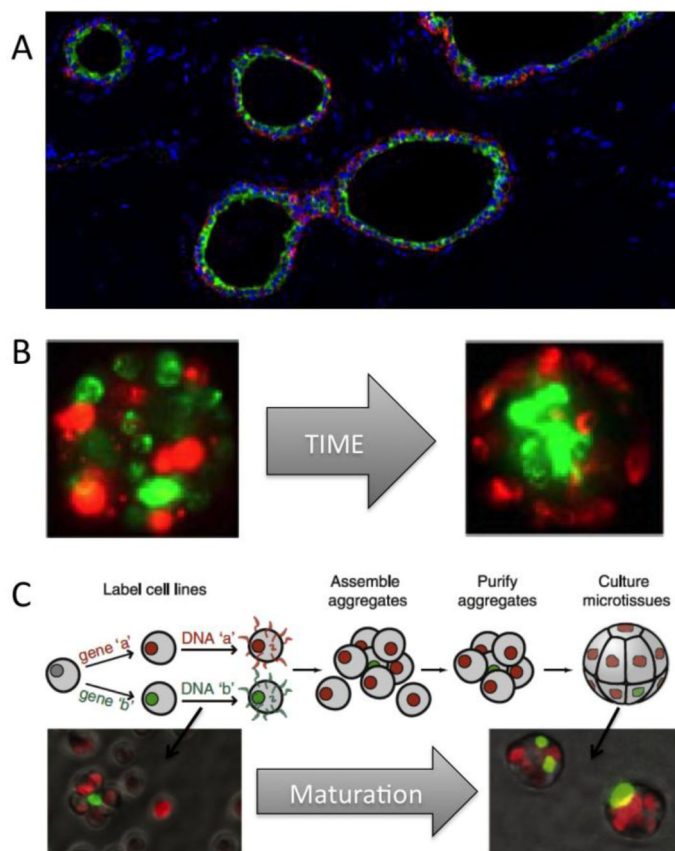 A
B
TIME
C
Label cell lines
Assemble
aggregates
Purify
aggregates
Culture
microtissues
gene 'a'
DNA 'a'
gene 'b'
DNA 'b'
Maturation